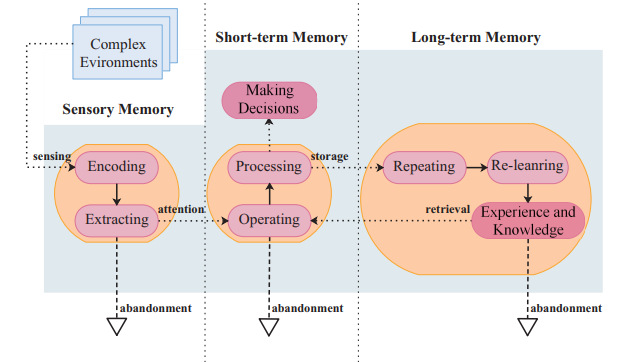 Complex
Evironments
Short-term Memory
Long-term Memory
Sensory Memory
Making
Decisions
sensing
Encoding
Extracting
attention
Processing
Operating
storage
Repeating
Re-leanring
retrieval
Experience and
Knowledge
abandonment
abandonment
abandonment